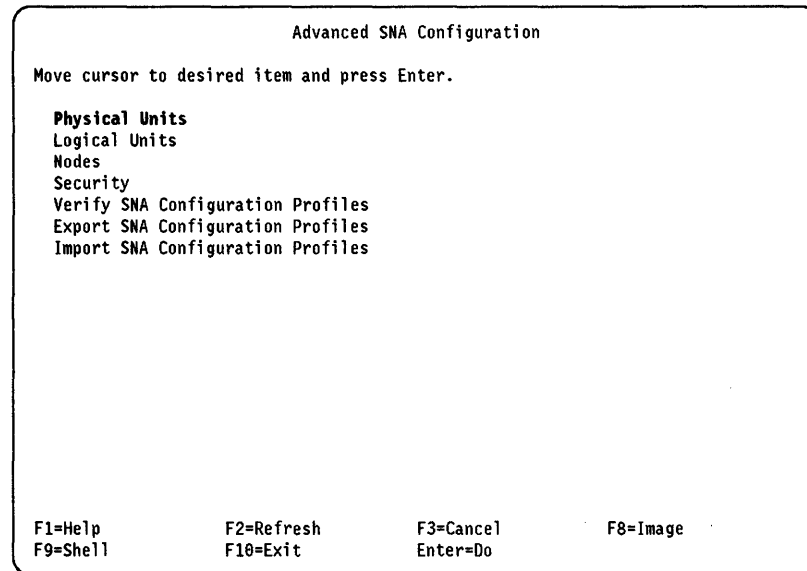 Advanced SNA Configuration
Move cursor to desired item and press Enter.
Physical Units
Logical Units
Nodes
Security
Verify SNA Configuration Profiles
Export SNA Configuration Profiles
Import SNA Configuration Profiles
F1=Help F2=Refresh F3=Cancel F8=Image
F9=Shell F10=Exit Enter=Do